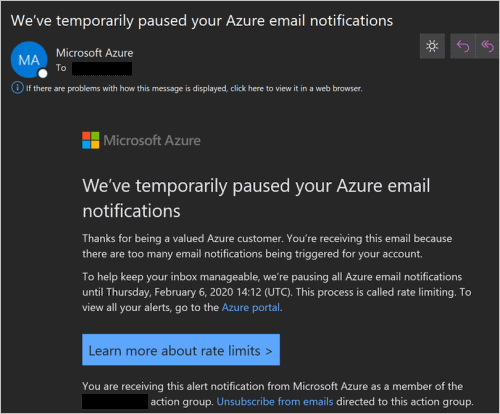 We've temporarily paused your Azure email notifications
MA
Microsoft Azure
To
If there are problems with how this message is displayed, click here to view it in a web browser.
Microsoft Azure
We've temporarily paused your Azure email
notifications
Thanks for being a valued Azure customer. You're receiving this email because
there are too many email notifications being triggered for your account.
To help keep your inbox manageable, we're pausing all Azure email notifications
until Thursday, February 6, 2020 14:12 (UTC). This process is called rate limiting. To
view all your alerts, go to the Azure portal.
Learn more about rate limits >
You are receiving this alert notification from Microsoft Azure as a member of the
action group. Unsubscribe from emails directed to this action group.